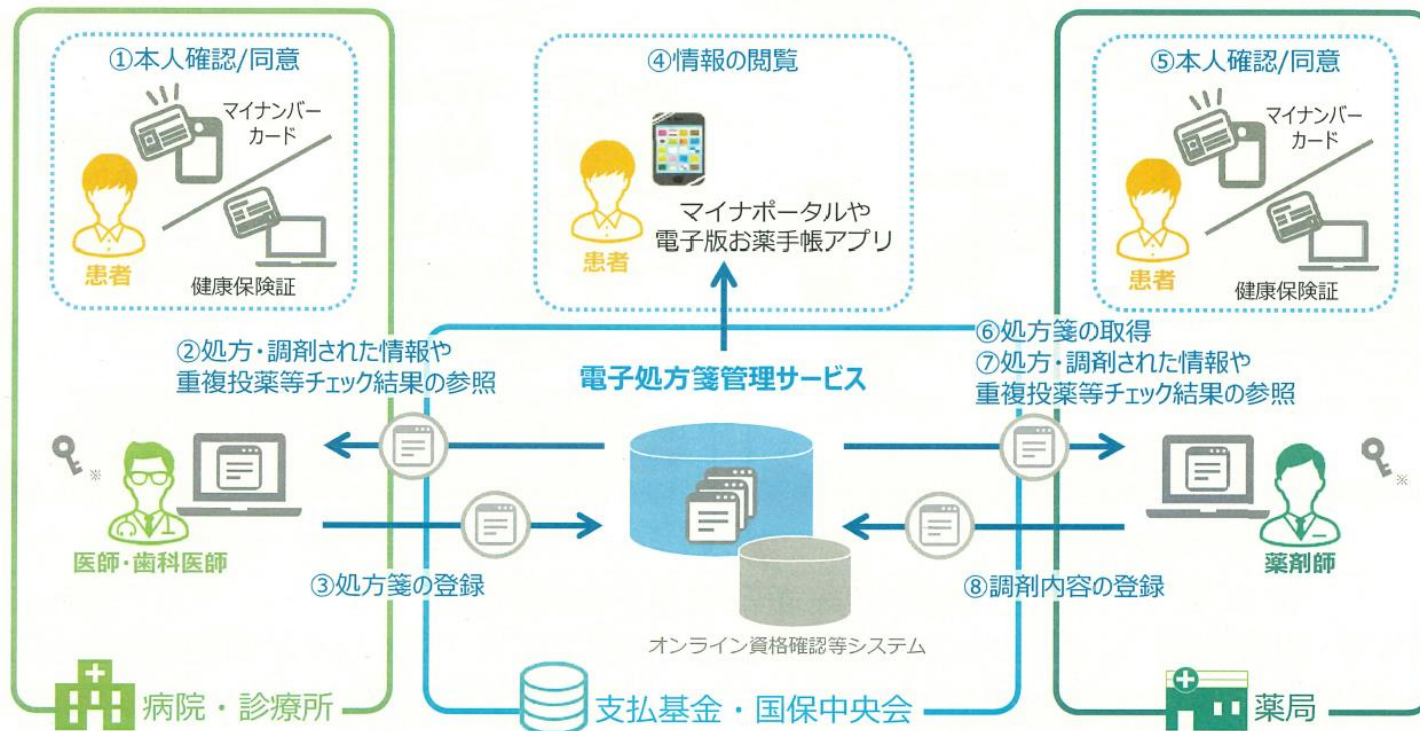 ①本人確認/同意
マイナンバー
カード
患者
健康保険証
②処方・調剤された情報や
重複投薬等チェック結果の参照
※
医師・歯科医師
③処方箋の登録
病院・診療所
④情報の閲覧
患者
マイナポータルや
電子版お薬手帳アプリ
電子処方箋管理サービス
オンライン資格確認等システム
支払基金・国保中央会
⑤本人確認/同意
マイナンバー
カード
患者
健康保険証
⑥処方箋の取得
⑦処方・調剤された情報や
重複投薬等チェック結果の参照
※
薬剤師
⑧調剤内容の登録
薬局